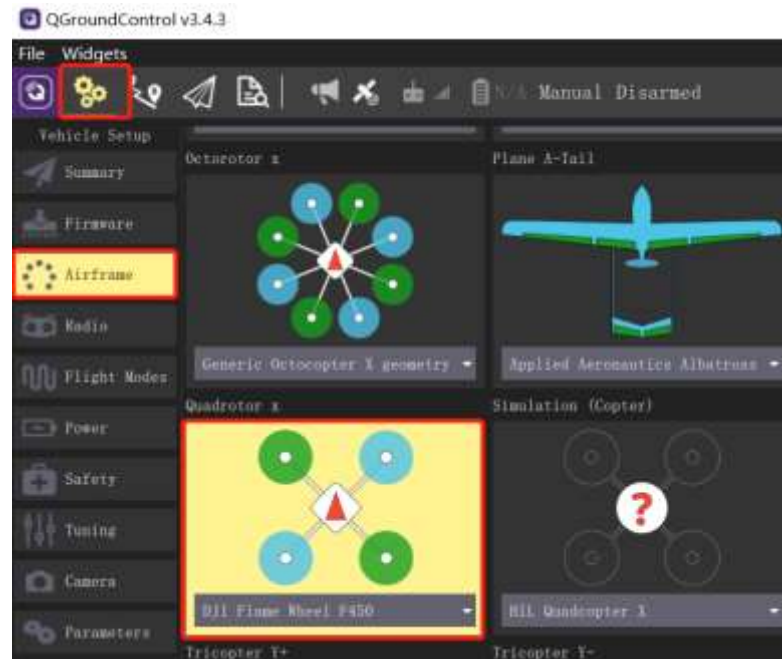 QGroundControl v3.4.3
File Widgets
N/A Manual Disarmed
Vehicle Setup
Summary
Firmware
Airframe
Radio
Flight Modes
Power
Safety
Tuning
Camera
Parameters
Octorotor x
Generic Octocopter X geometry
Plane A-Tail
Applied Aeronautics Albatross
Quadrotor x
DJI Flame Wheel F450
Simulation (Copter)
?
HIL Quadcopter X
Tricopter Y+
Tricopter Y-